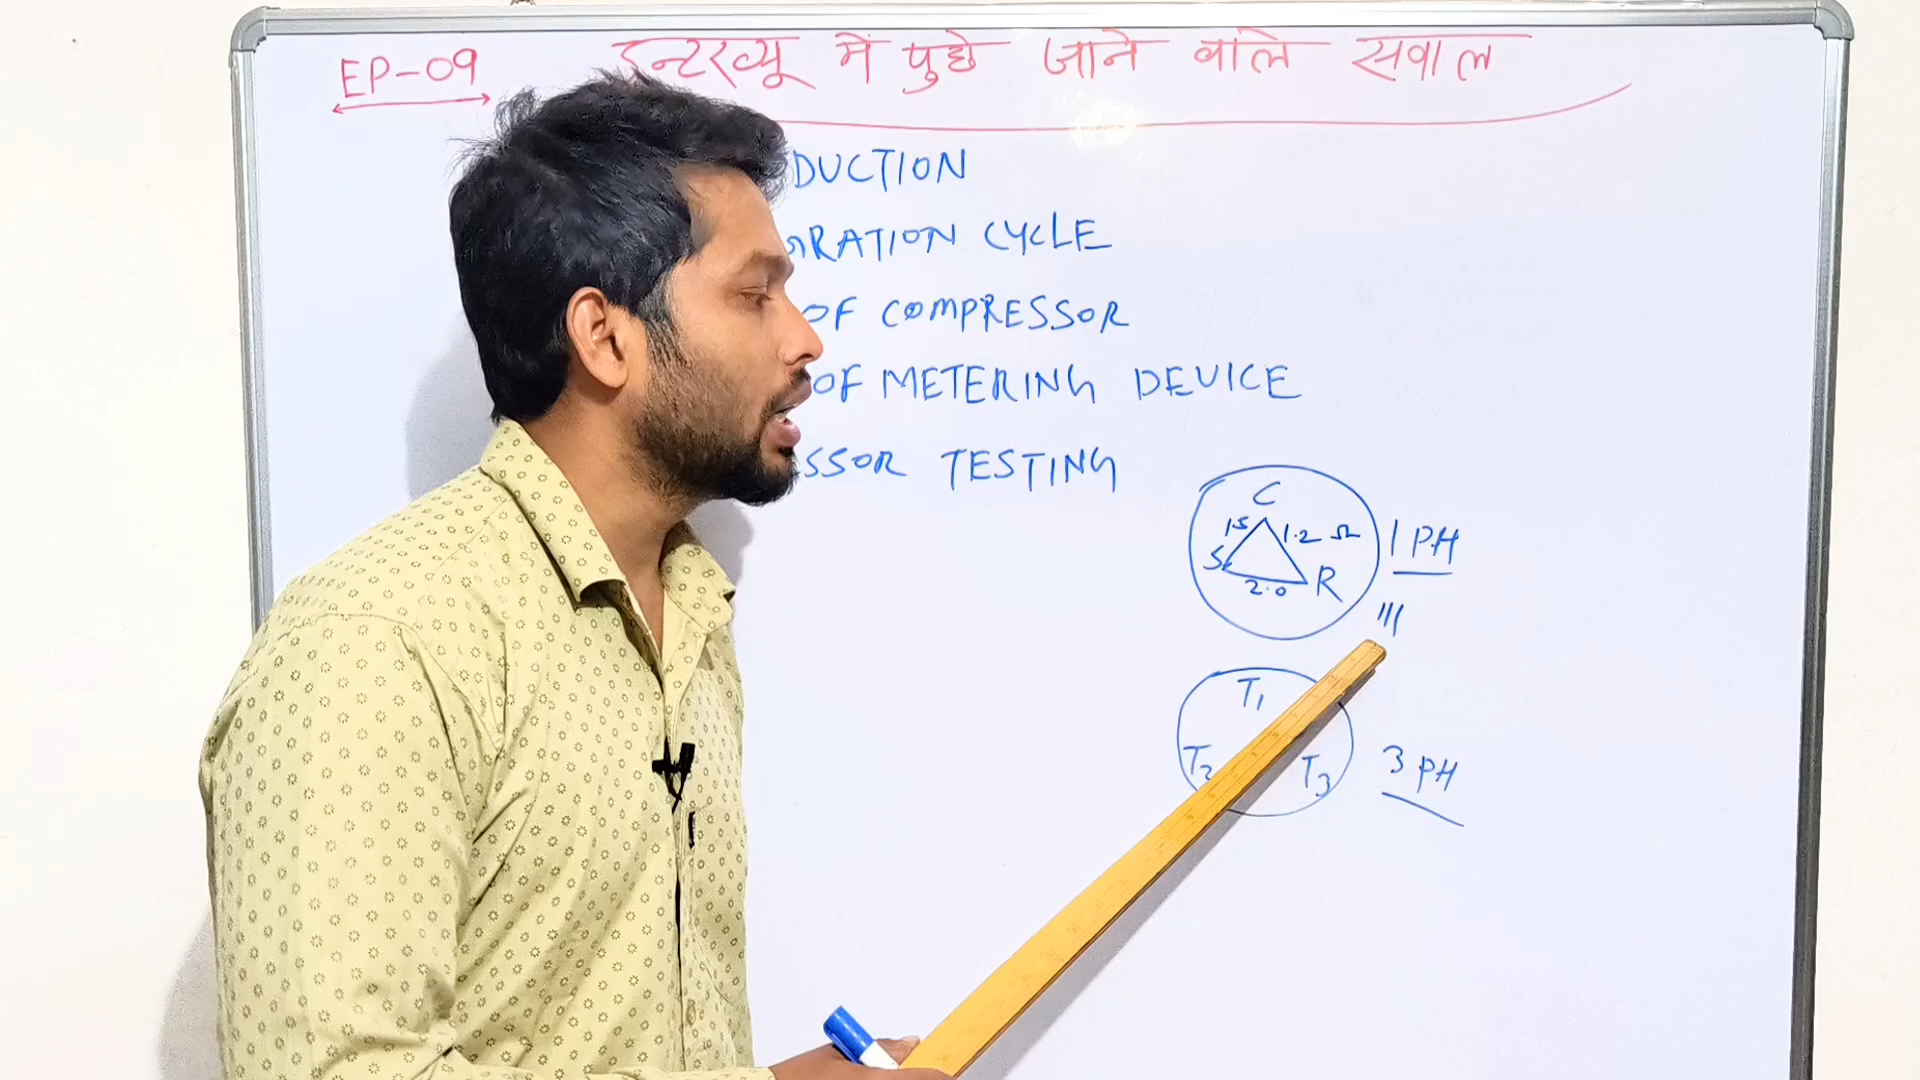 EP-09 इन्टरव्यू में पुछे जाने वाले सवाल
DUCTION
GRATION CYCLE
OF COMPRESSOR
OF METERING DEVICE
SSOR TESTING
C
1.5 1.2 Ω
S R
2.0
1 PH
T1
T2 T3
3 PH